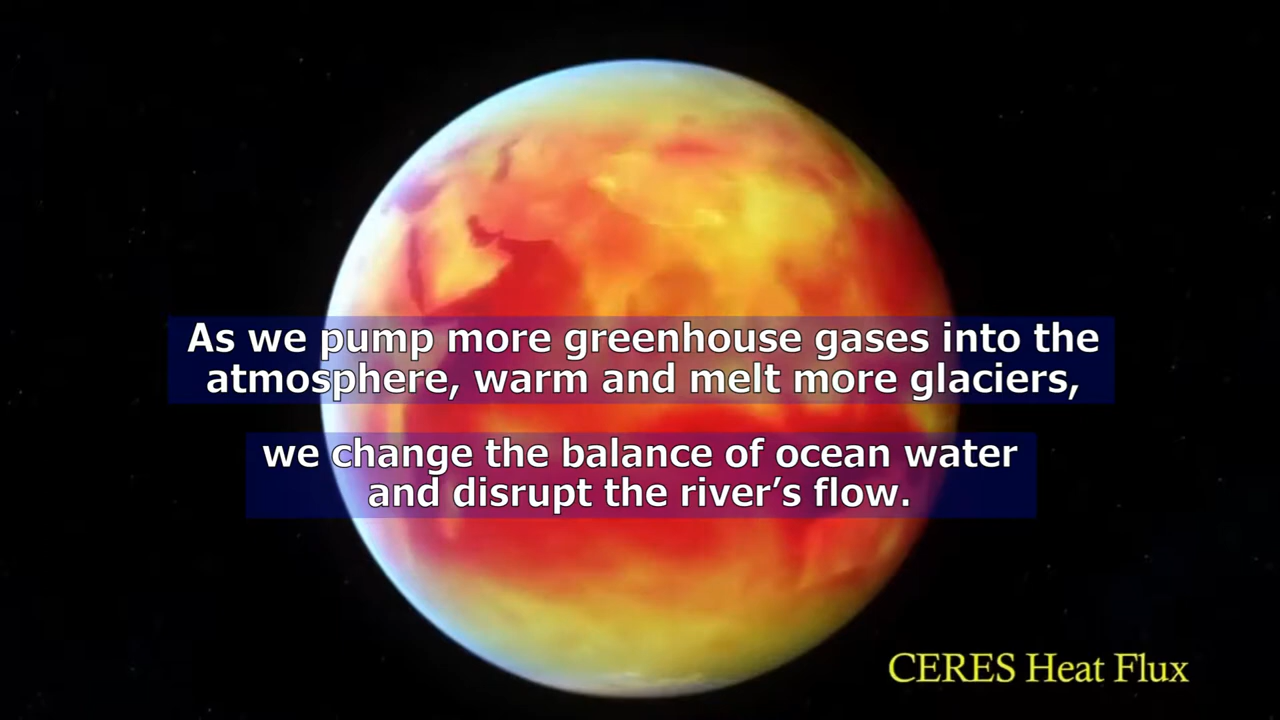 As we pump more greenhouse gases into the
atmosphere, warm and melt more glaciers,
we change the balance of ocean water
and disrupt the river’s flow.
CERES Heat Flux